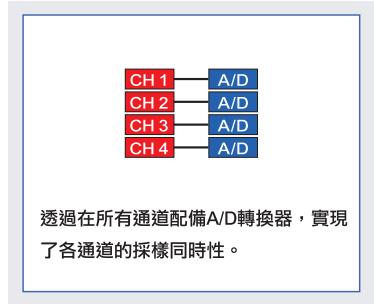 CH 1 A/D
CH 2 A/D
CH 3 A/D
CH 4 A/D
透過在所有通道配備A/D轉換器，實現
了各通道的採樣同時性。